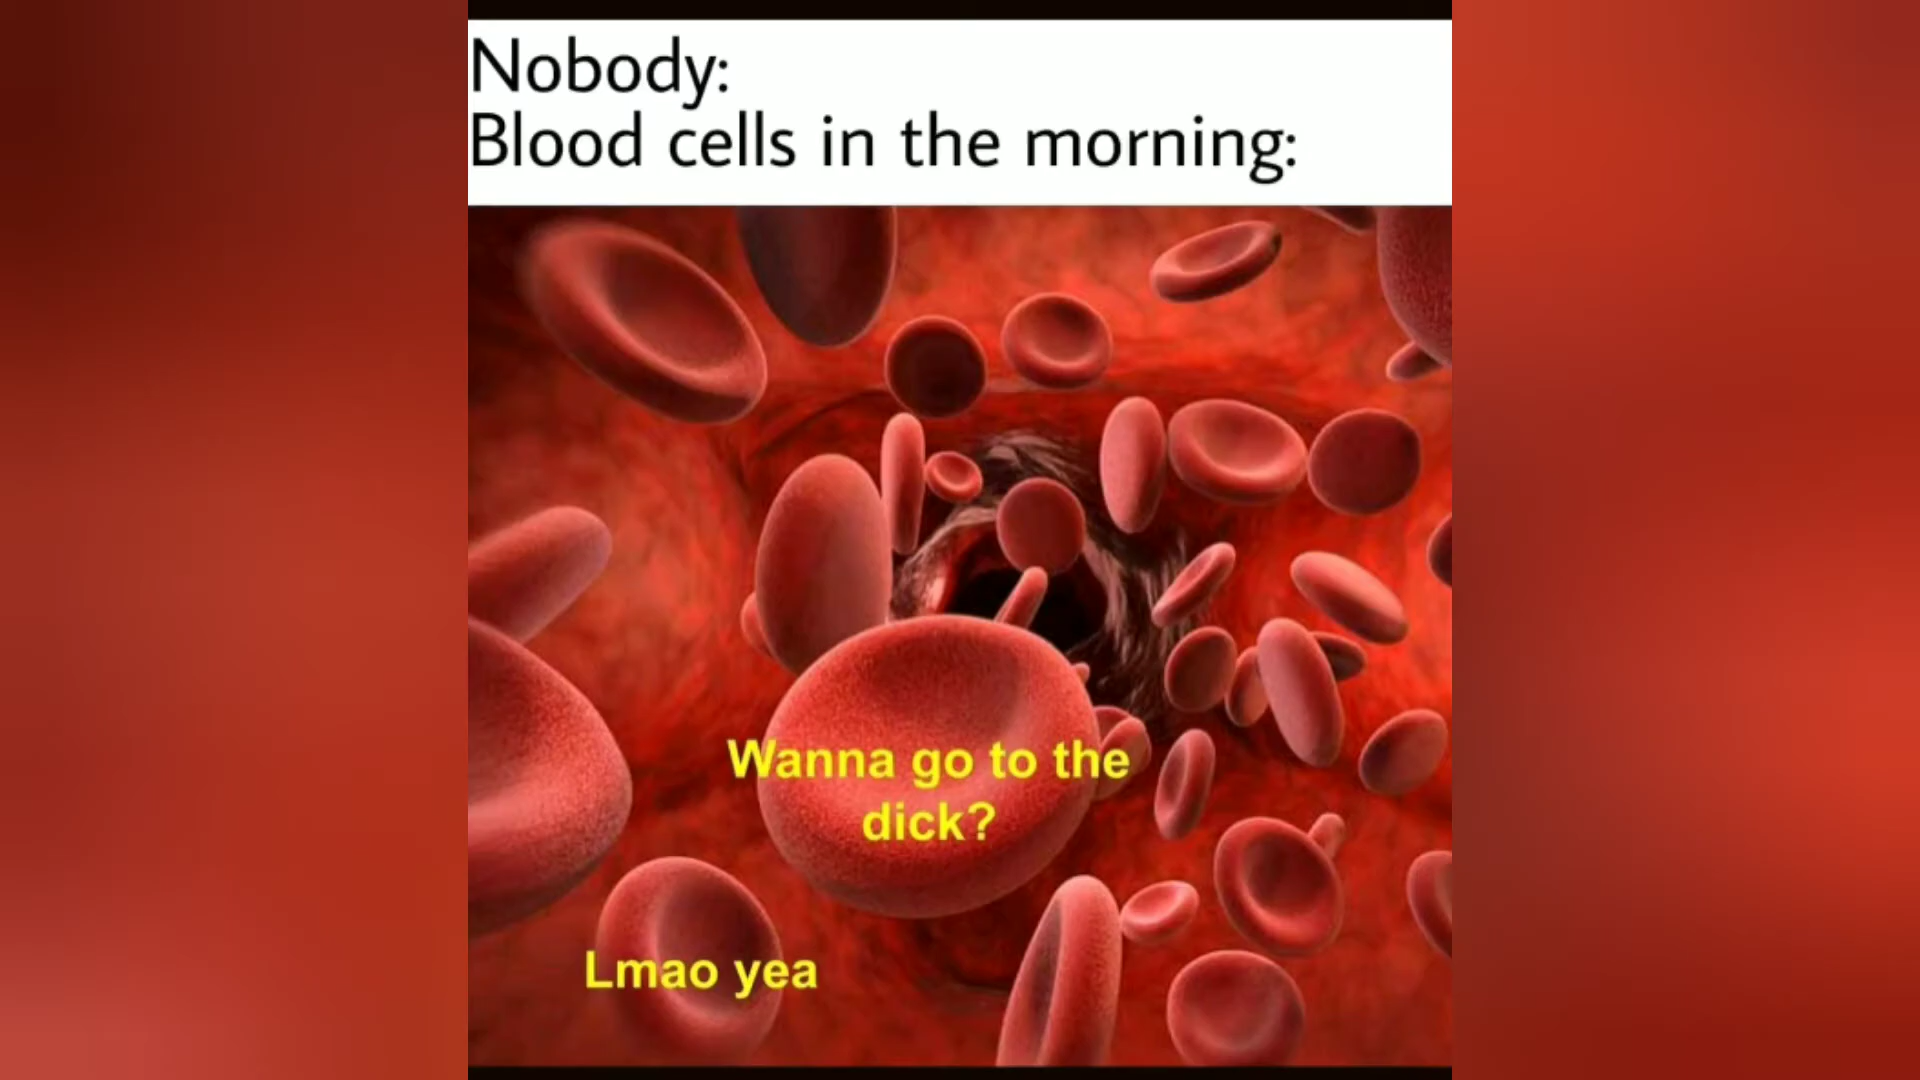 Nobody:
Blood cells in the morning:
Wanna go to the
dick?
Lmao yea